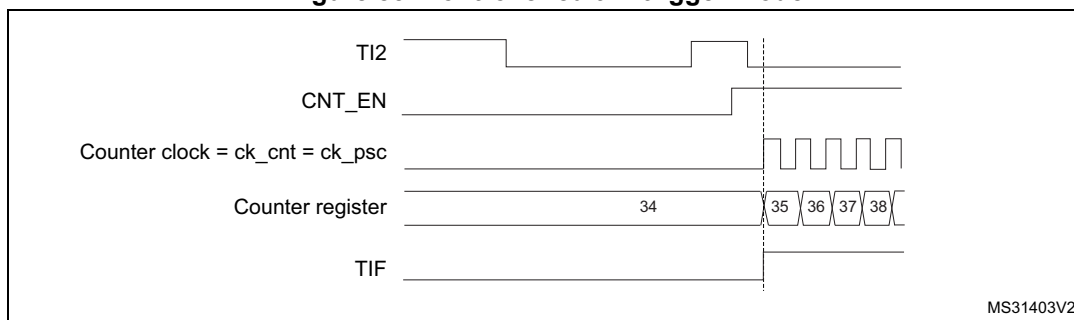 TI2
CNT_EN
Counter clock = ck_cnt = ck_psc
Counter register 34 35 36 37 38
TIF
MS31403V2